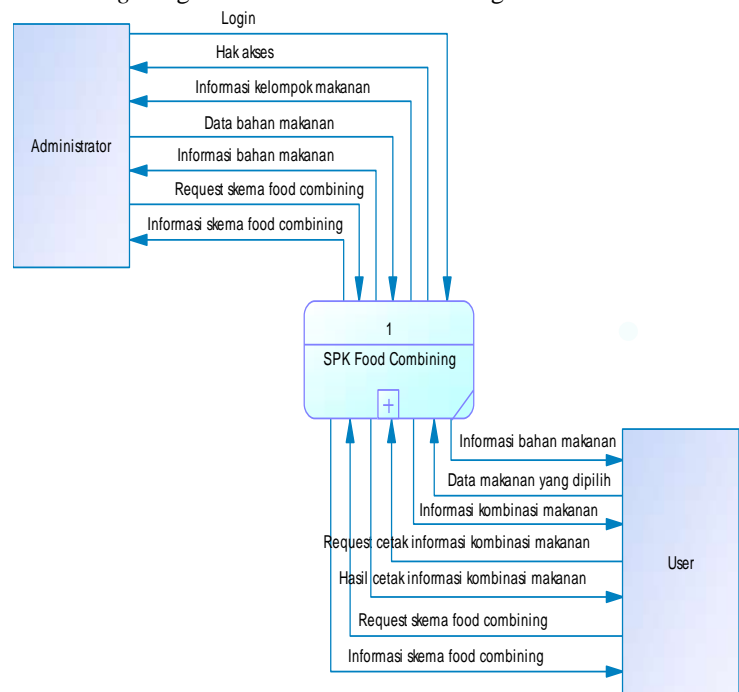 Login
Hak akses
Informasi kelompok makanan
Data bahan makanan
Administrator
Informasi bahan makanan
Request skema food combining
Informasi skema food combining
1
SPK Food Combining
Informasi bahan makanan
Data makanan yang dipilih
Informasi kombinasi makanan
Request cetak informasi kombinasi makanan
User
Hasil cetak informasi kombinasi makanan
Request skema food combining
Informasi skema food combining